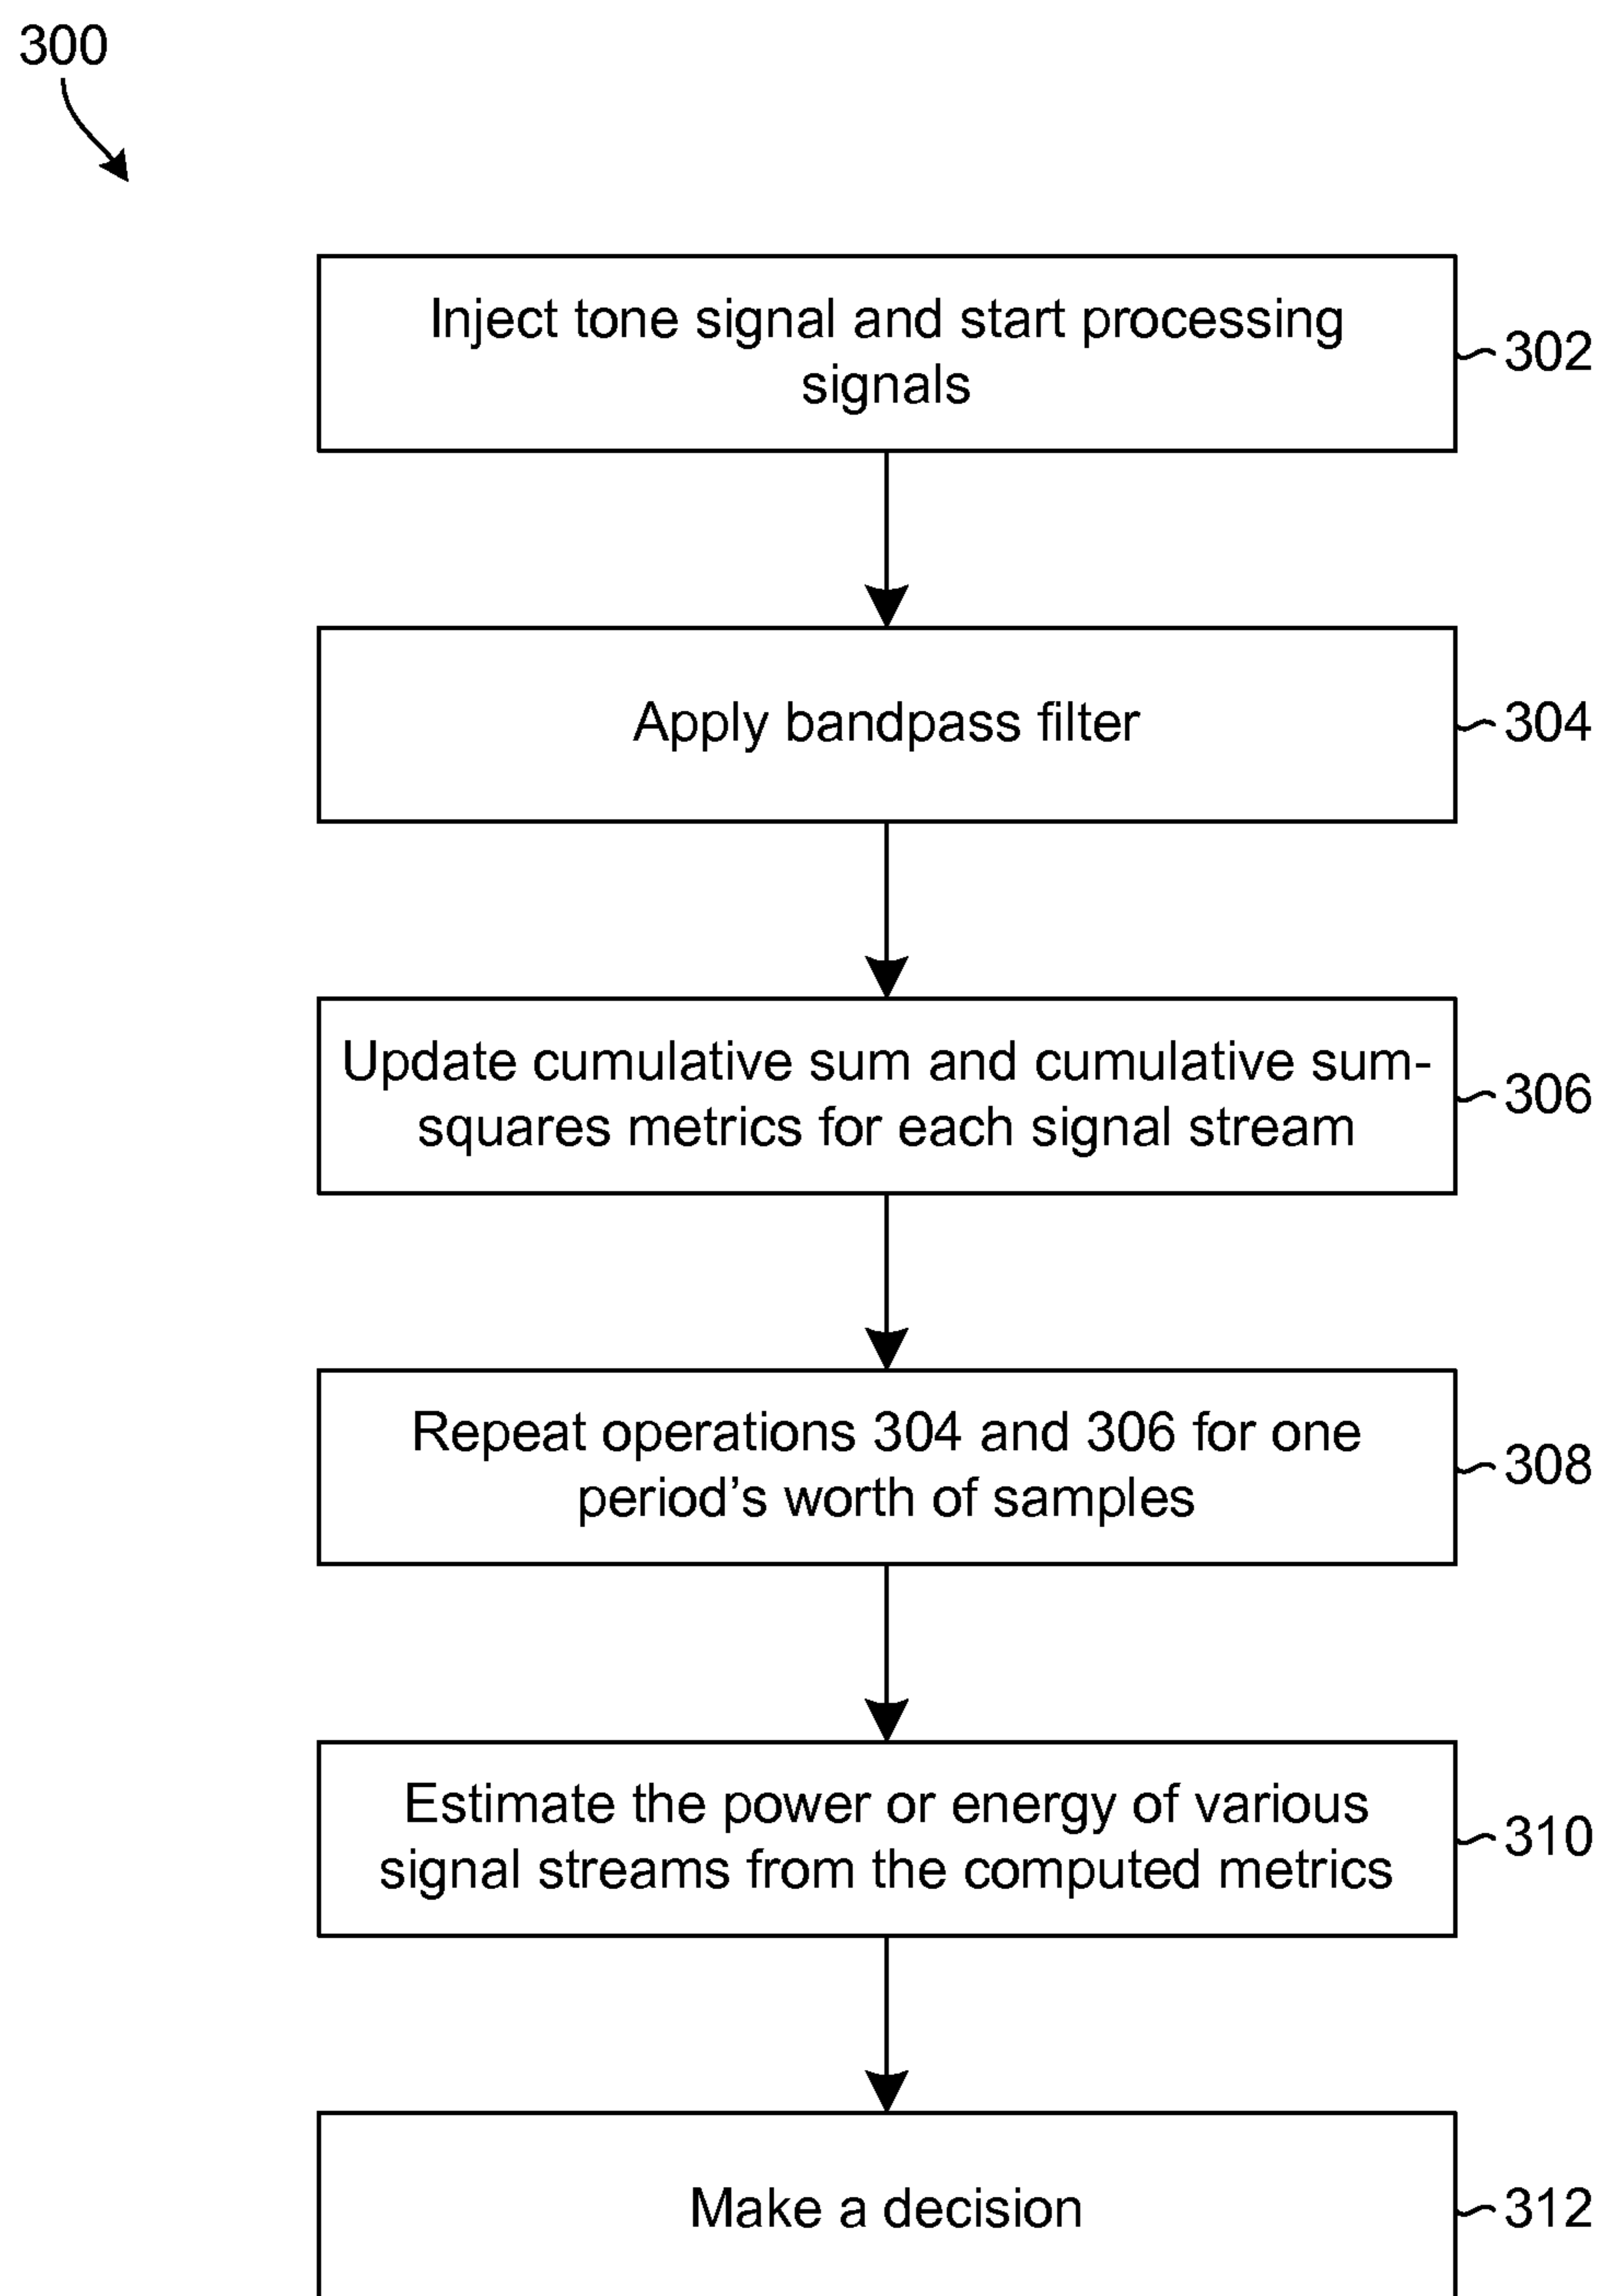 300
Inject tone signal and start processing
signals
302
Apply bandpass filter
304
Update cumulative sum and cumulative sum-
squares metrics for each signal stream
306
Repeat operations 304 and 306 for one
period’s worth of samples
308
Estimate the power or energy of various
signal streams from the computed metrics
310
Make a decision
312